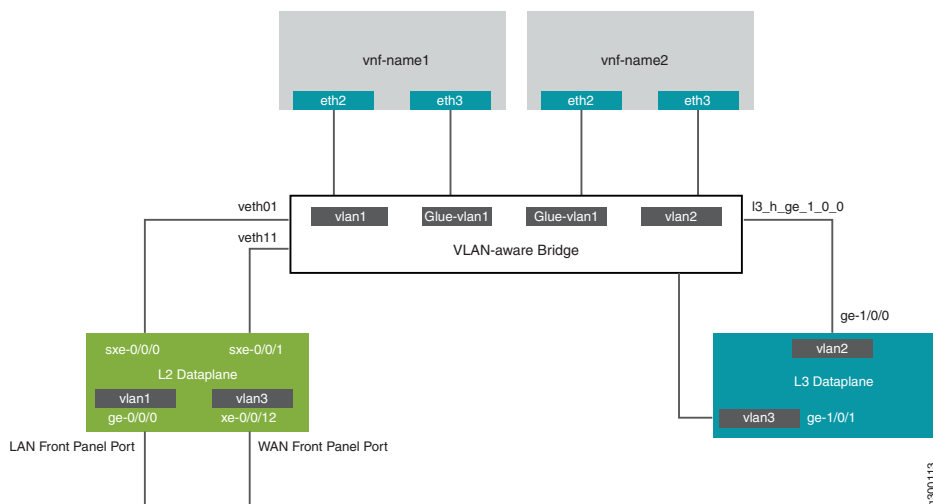 vnf-name1
vnf-name2
eth2
eth3
eth2
eth3
veth01
vlan1
Glue-vlan1
Glue-vlan1
vlan2
l3_h_ge_1_0_0
veth11
VLAN-aware Bridge
ge-1/0/0
sxe-0/0/0
sxe-0/0/1
vlan2
L2 Dataplane
L3 Dataplane
vlan1
vlan3
ge-0/0/0
xe-0/0/12
vlan3
ge-1/0/1
LAN Front Panel Port
WAN Front Panel Port